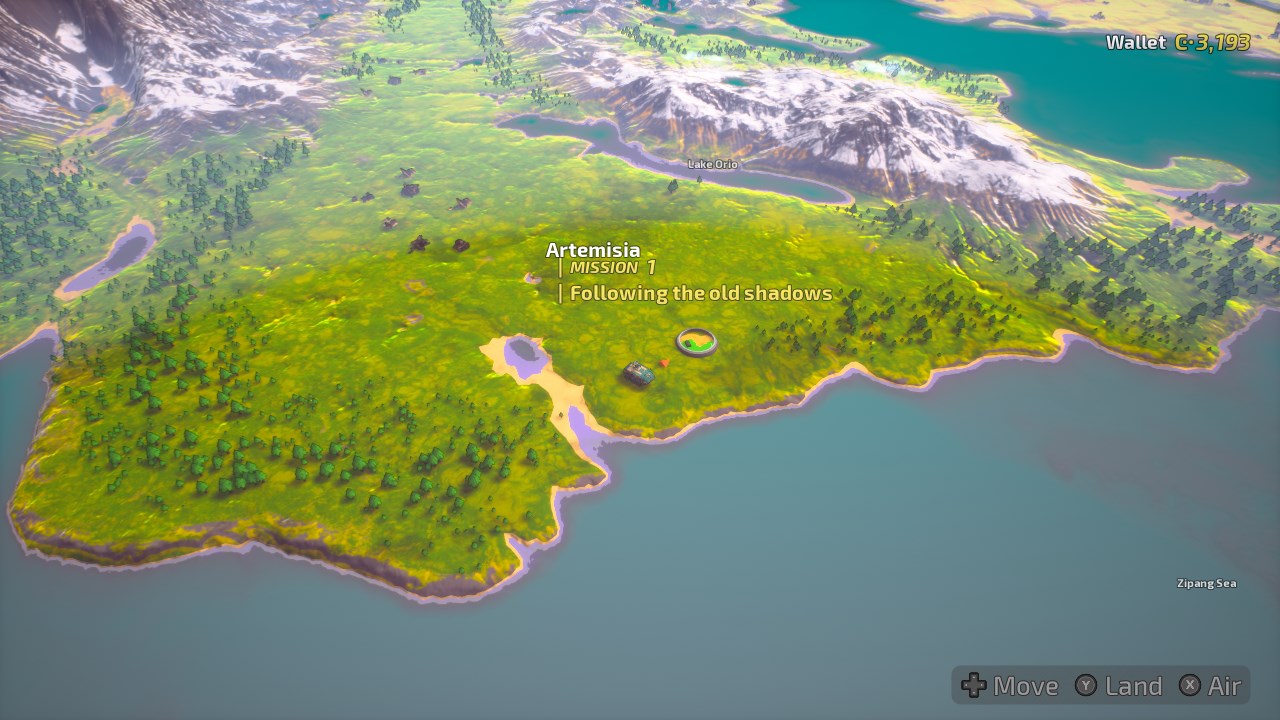 Wallet C·3,193
Lake Orio
Artemisia
MISSION 1
Following the old shadows
Zipang Sea
Move Y Land X Air